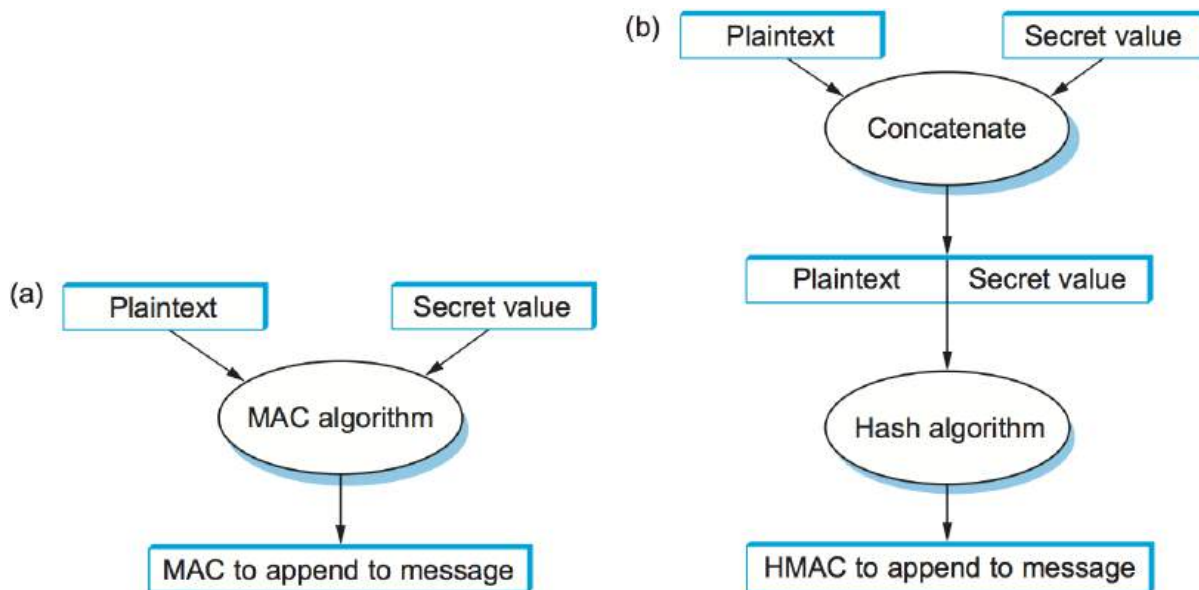 (a)
Plaintext
Secret value
MAC algorithm
MAC to append to message
(b)
Plaintext
Secret value
Concatenate
Plaintext
Secret value
Hash algorithm
HMAC to append to message